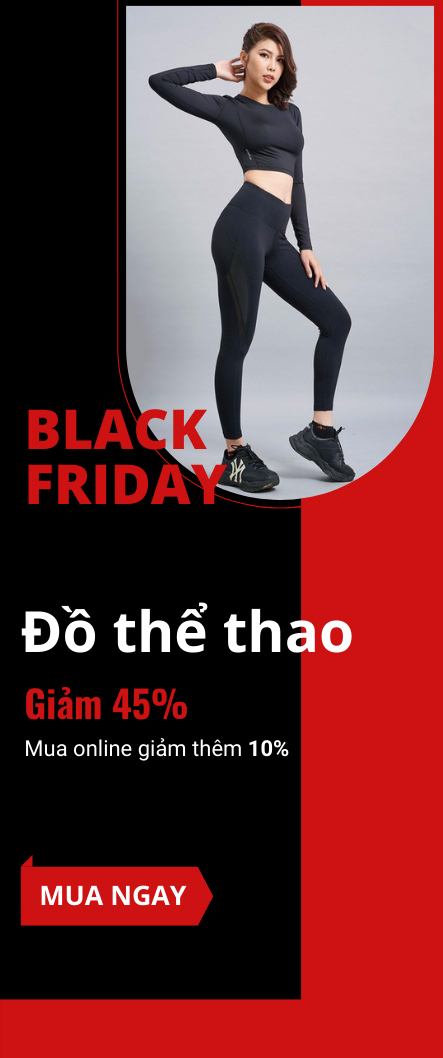 BLACK
FRIDAY
Đồ thể thao
Giảm 45%
Mua online giảm thêm 10%
MUA NGAY